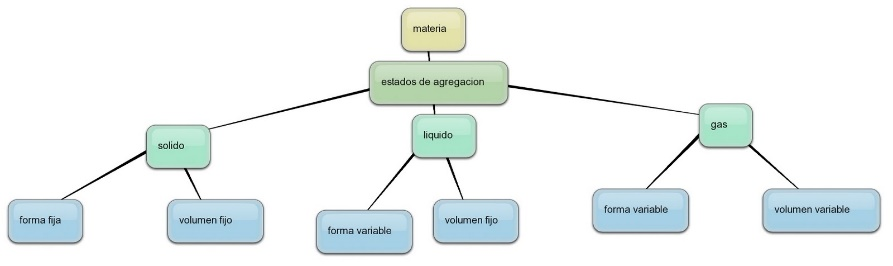 materia
estados de agregacion
solido
liquido
gas
forma fija
volumen fijo
forma variable
volumen fijo
forma variable
volumen variable